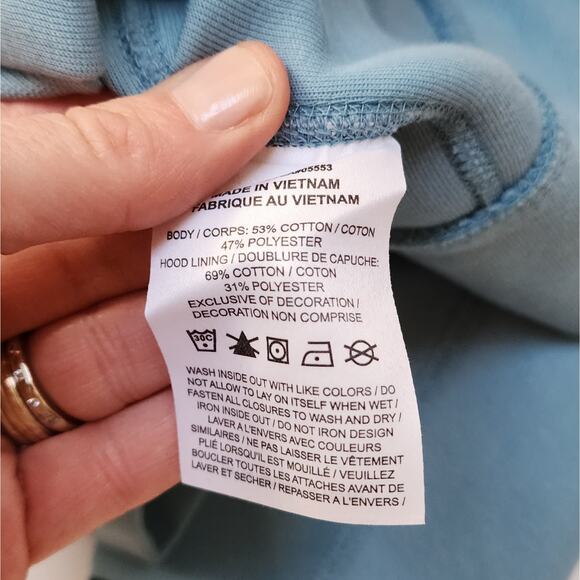 05553
MADE IN VIETNAM
FABRIQUE AU VIETNAM
BODY / CORPS: 53% COTTON / COTON
47% POLYESTER
HOOD LINING / DOUBLURE DE CAPUCHE:
69% COTTON / COTON
31% POLYESTER
EXCLUSIVE OF DECORATION /
DECORATION NON COMPRISE
30C
WASH INSIDE OUT WITH LIKE COLORS / DO
NOT ALLOW TO LAY ON ITSELF WHEN WET /
FASTEN ALL CLOSURES TO WASH AND DRY /
IRON INSIDE OUT / DO NOT IRON DESIGN
LAVER A L'ENVERS AVEC COULEURS
SIMILAIRES / NE PAS LAISSER LE VÊTEMENT
PLIÉ LORSQU'IL EST MOUILLÉ / VEUILLEZ
BOUCLER TOUTES LES ATTACHES AVANT DE
LAVER ET SECHER / REPASSER A L'ENVERS /